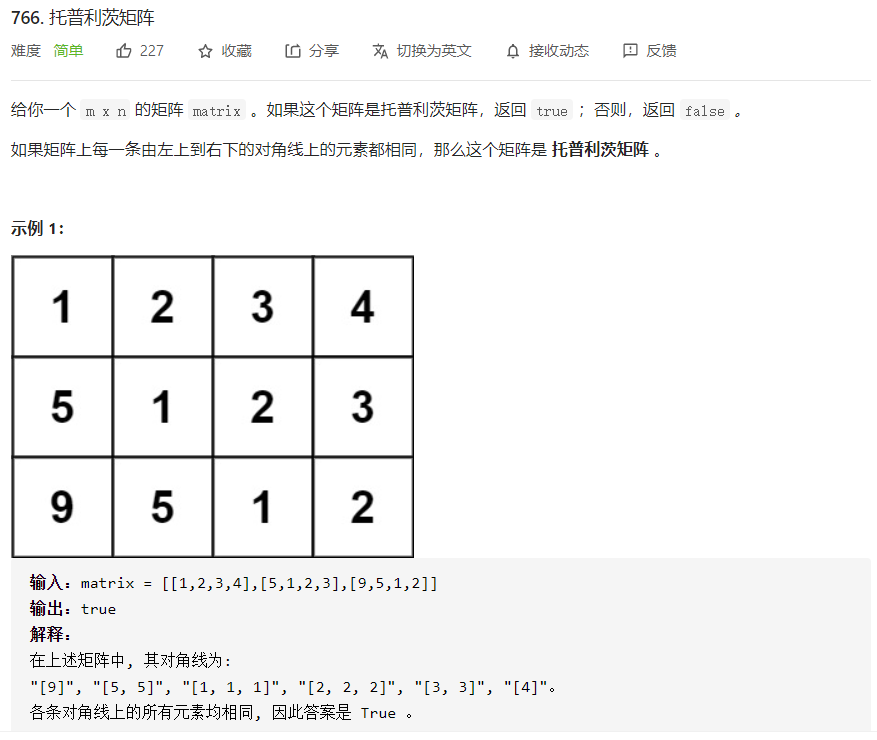 766. 托普利茨矩阵
难度 简单 227 收藏 分享 切换为英文 接收动态 反馈
给你一个 m x n 的矩阵 matrix 。如果这个矩阵是托普利茨矩阵，返回 true ；否则，返回 false 。
如果矩阵上每一条由左上到右下的对角线上的元素都相同，那么这个矩阵是 托普利茨矩阵 。
示例 1：
1 2 3 4
5 1 2 3
9 5 1 2
输入：matrix = [[1,2,3,4],[5,1,2,3],[9,5,1,2]]
输出：true
解释：
在上述矩阵中, 其对角线为:
"[9]", "[5, 5]", "[1, 1, 1]", "[2, 2, 2]", "[3, 3]", "[4]"。
各条对角线上的所有元素均相同, 因此答案是 True 。